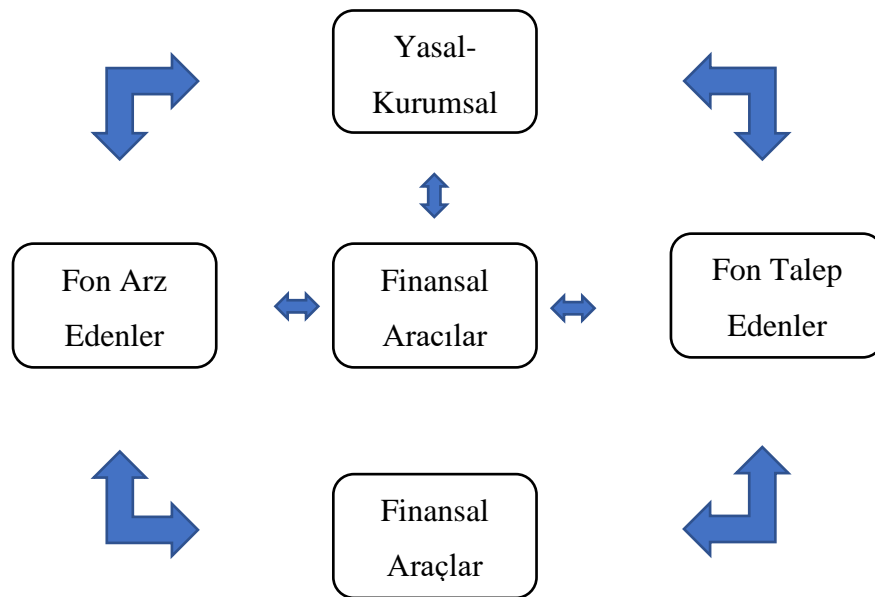 Yasal-
Kurumsal
Fon Arz
Edenler
Finansal
Aracılar
Fon Talep
Edenler
Finansal
Araçlar